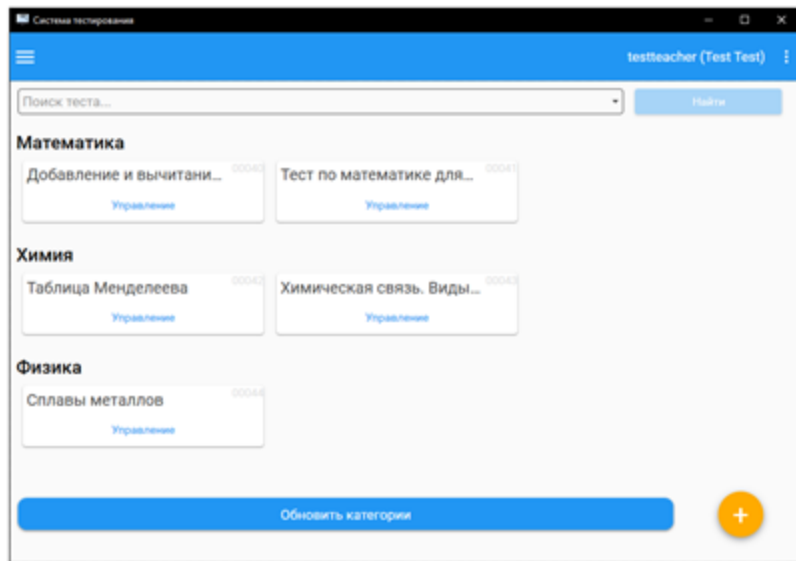 Система тестирования
testteacher (Test Test)
Поиск теста...
Найти
Математика
Добавление и вычитани... 00040
Управление
Тест по математике для... 00041
Управление
Химия
Таблица Менделеева 00042
Управление
Химическая связь. Виды... 00043
Управление
Физика
Сплавы металлов 00044
Управление
Обновить категории
+